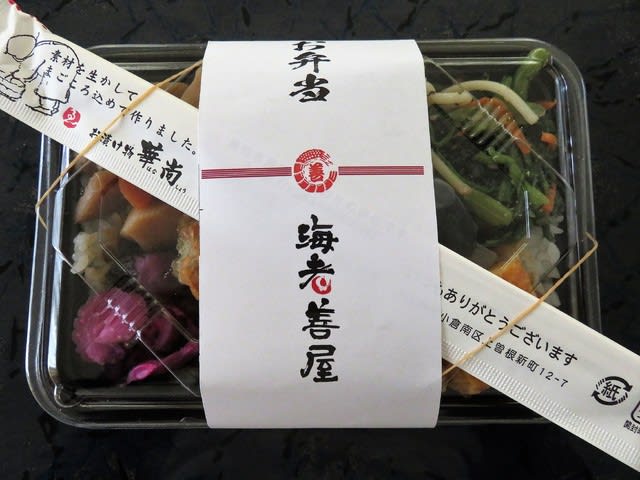 お弁当
善
海老善屋
素材を生かして
まごころ込めて作りました。
お漬け物 華尚
ありがとうございます
小倉南区上曽根新町12-7
紙